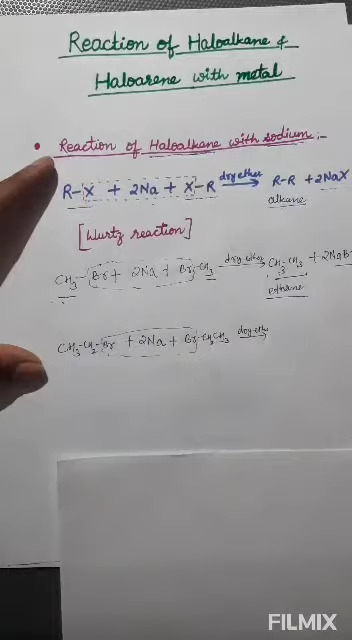 Reaction of Haloalkane &
Haloarene with metal
• Reaction of Haloalkane with sodium :-
R-X + 2Na + X-R dry ether → R-R + 2NaX
alkane
[Wurtz reaction]
CH3-Br + 2Na + Br-CH3 dry ether → CH3-CH3 + 2NaB
ethane
CH3-CH2-Br + 2Na + Br-CH2CH3 dry ether →
FILMIX